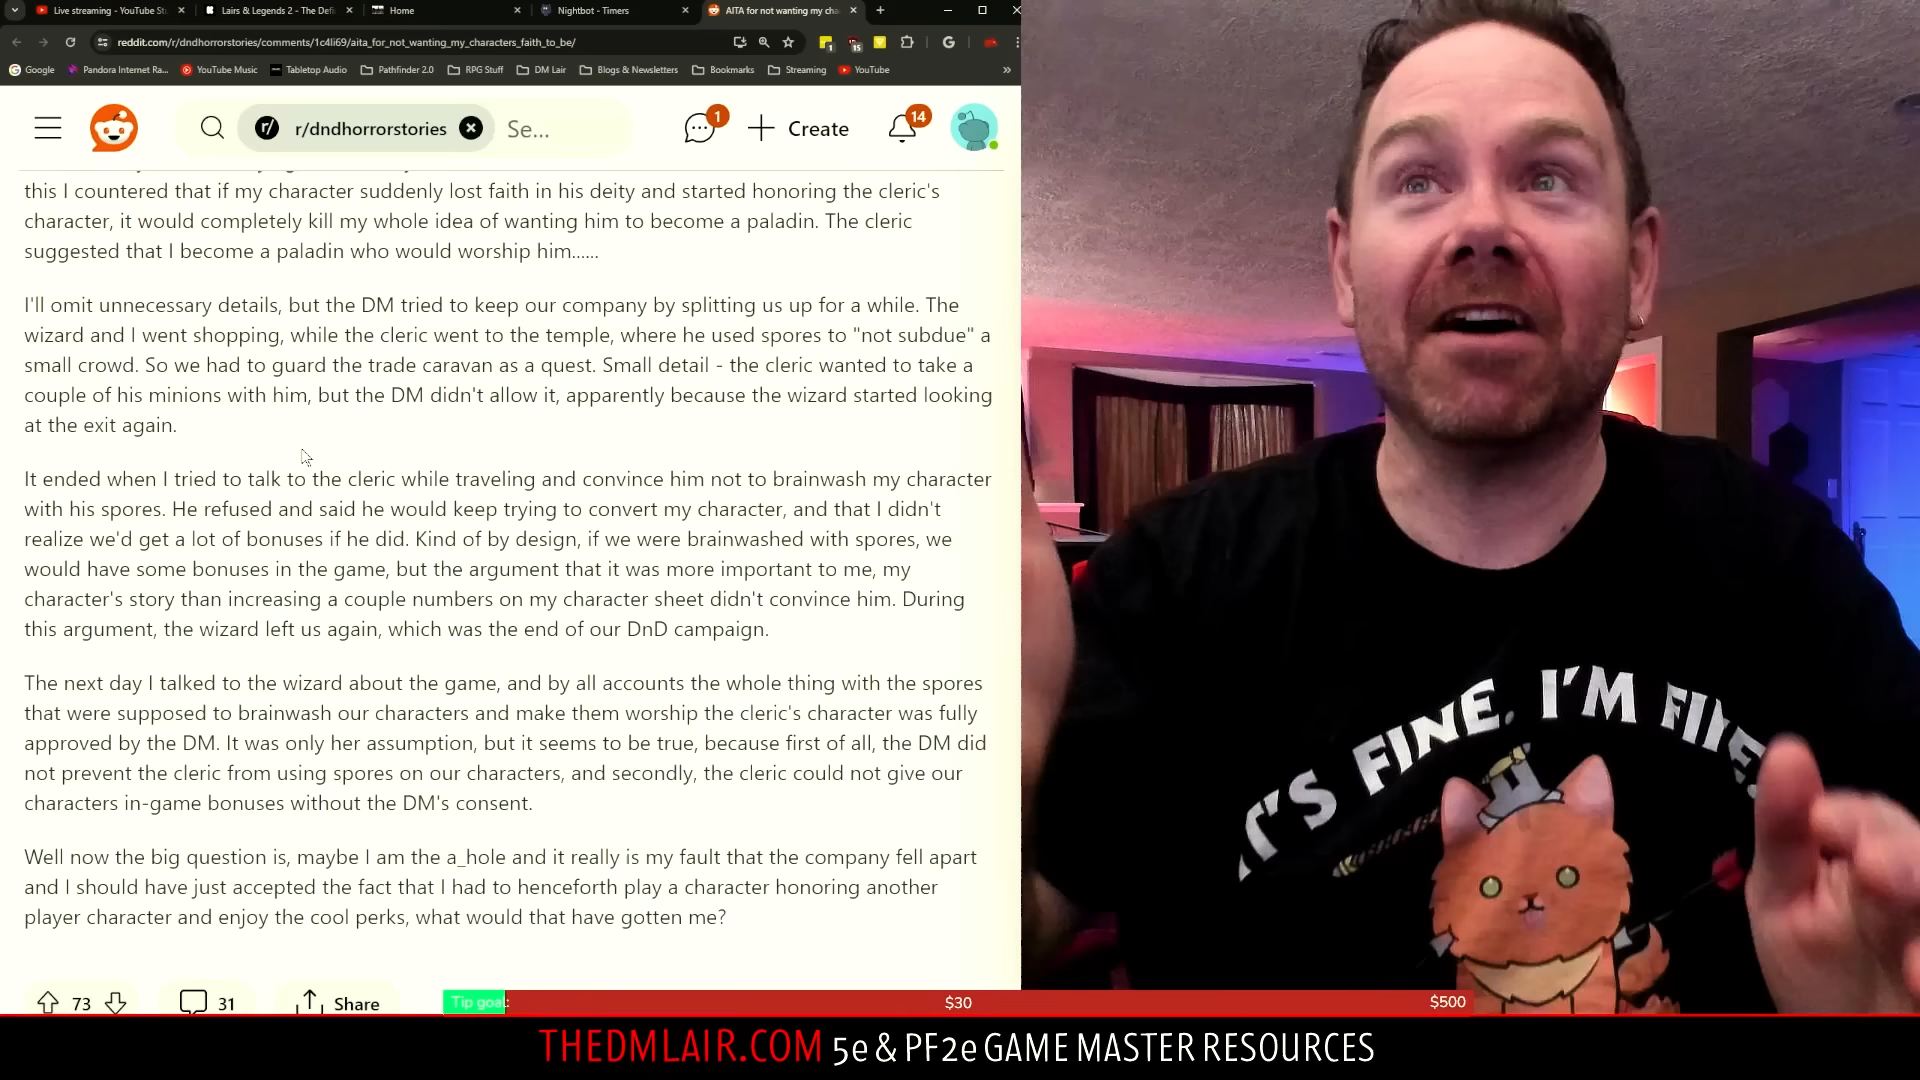 Live streaming - YouTube St
Lairs & Legends 2 - The Defi
Home
Nightbot - Timers
AITA for not wanting my cha
reddit.com/r/dndhorrorstories/comments/1c4li69/aita_for_not_wanting_my_characters_faith_to_be/
1
15
Google
Pandora Internet Ra...
YouTube Music
Tabletop Audio
Pathfinder 2.0
RPG Stuff
DM Lair
Blogs & Newsletters
Bookmarks
Streaming
YouTube
r/dndhorrorstories
Se...
1
Create
14
this I countered that if my character suddenly lost faith in his deity and started honoring the cleric's
character, it would completely kill my whole idea of wanting him to become a paladin. The cleric
suggested that I become a paladin who would worship him......
I'll omit unnecessary details, but the DM tried to keep our company by splitting us up for a while. The
wizard and I went shopping, while the cleric went to the temple, where he used spores to "not subdue" a
small crowd. So we had to guard the trade caravan as a quest. Small detail - the cleric wanted to take a
couple of his minions with him, but the DM didn't allow it, apparently because the wizard started looking
at the exit again.
It ended when I tried to talk to the cleric while traveling and convince him not to brainwash my character
with his spores. He refused and said he would keep trying to convert my character, and that I didn't
realize we'd get a lot of bonuses if he did. Kind of by design, if we were brainwashed with spores, we
would have some bonuses in the game, but the argument that it was more important to me, my
character's story than increasing a couple numbers on my character sheet didn't convince him. During
this argument, the wizard left us again, which was the end of our DnD campaign.
The next day I talked to the wizard about the game, and by all accounts the whole thing with the spores
that were supposed to brainwash our characters and make them worship the cleric's character was fully
approved by the DM. It was only her assumption, but it seems to be true, because first of all, the DM did
not prevent the cleric from using spores on our characters, and secondly, the cleric could not give our
characters in-game bonuses without the DM's consent.
Well now the big question is, maybe I am the a_hole and it really is my fault that the company fell apart
and I should have just accepted the fact that I had to henceforth play a character honoring another
player character and enjoy the cool perks, what would that have gotten me?
73
31
Share
Tip goal:
$30
$500
IT'S FINE. I'M FINE.
THEDMLAIR.COM 5e & PF2e GAME MASTER RESOURCES